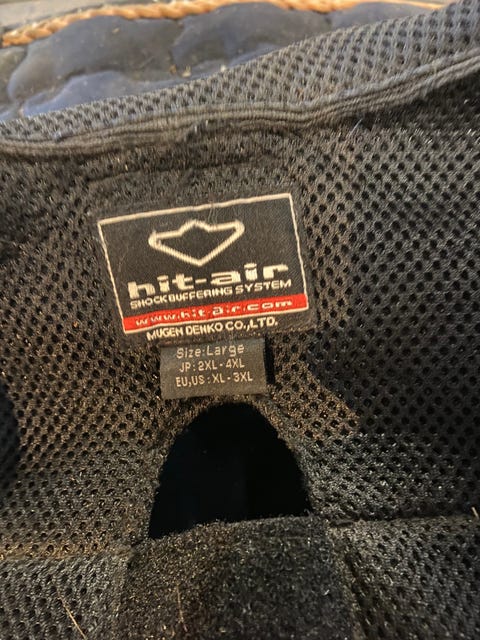 hit-air
SHOCK BUFFERING SYSTEM
www.hit-air.com
MUGEN DENKO CO.,LTD.
Size:Large
JP: 2XL - 4XL
EU,US : XL - 3XL